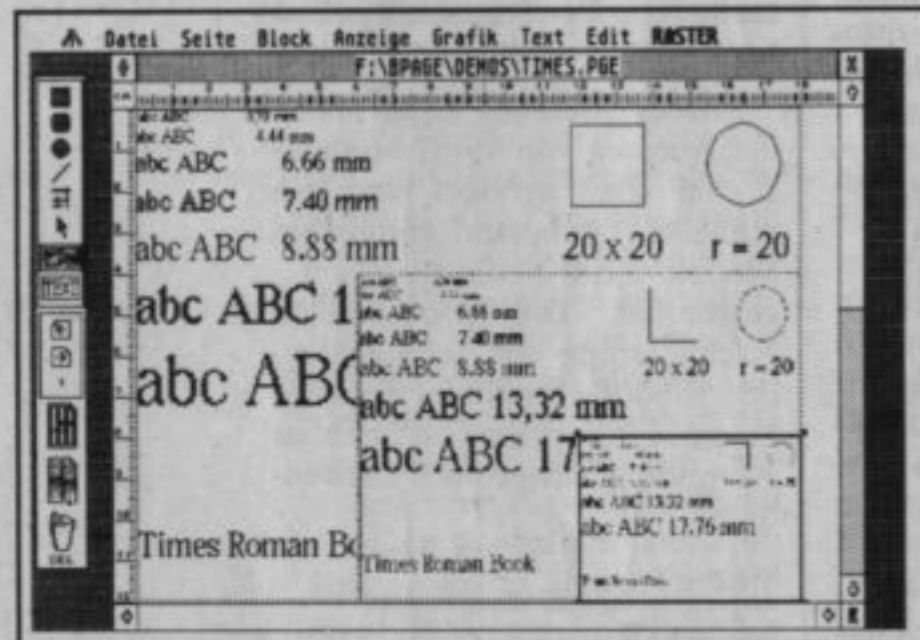 Datei Seite Block Anzeige Grafik Text Edit RASTER
F:\BPAGE\DEMOS\TIMES.PGE
cm
abc ABC
abc ABC 4.44 mm
abc ABC 6.66 mm
abc ABC 7.40 mm
abc ABC 8.88 mm
20 x 20 r = 20
abc ABC 1
abc ABC
Times Roman Bo
abc ABC 6.66 mm
abc ABC 7.40 mm
abc ABC 8.88 mm
20 x 20 r = 20
abc ABC 13,32 mm
abc ABC 17
Times Roman Book
abc ABC 13.32 mm
abc ABC 17.76 mm